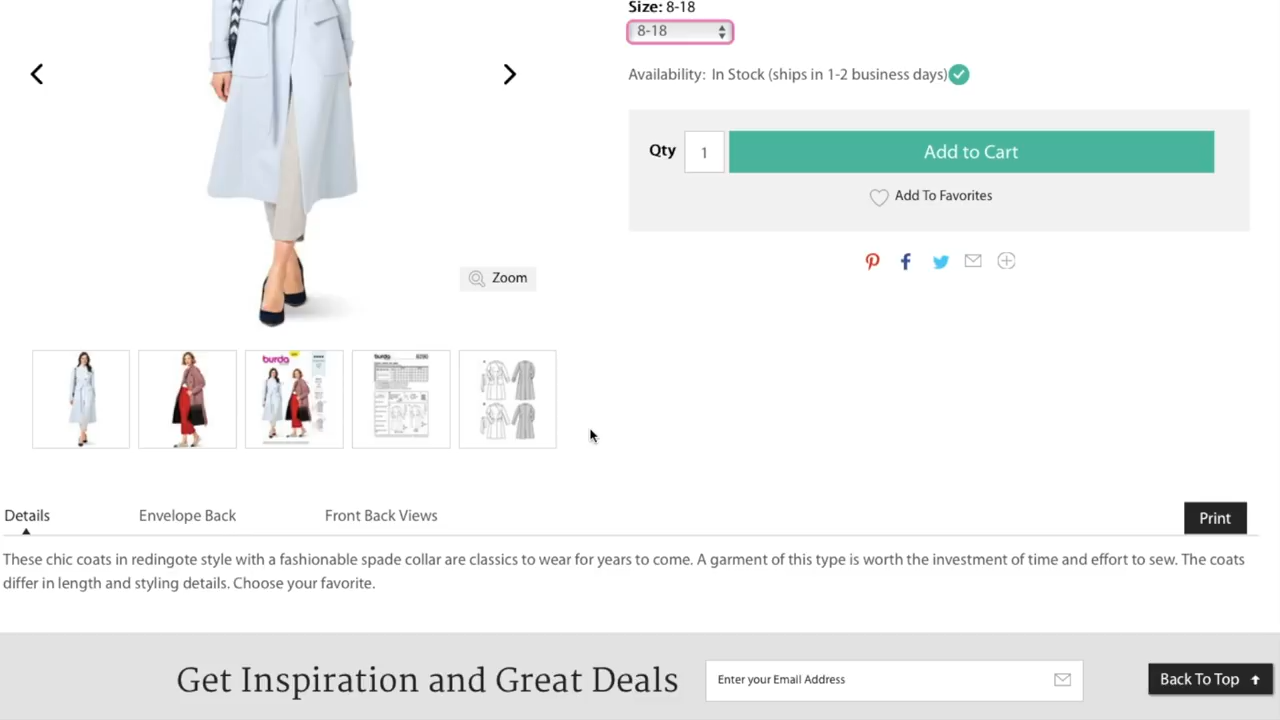 Size: 8-18
8-18
Availability: In Stock (ships in 1-2 business days)
Qty 1 Add to Cart
Add To Favorites
Zoom
burda
burda
Details Envelope Back Front Back Views Print
These chic coats in redingote style with a fashionable spade collar are classics to wear for years to come. A garment of this type is worth the investment of time and effort to sew. The coats
differ in length and styling details. Choose your favorite.
Get Inspiration and Great Deals Enter your Email Address Back To Top